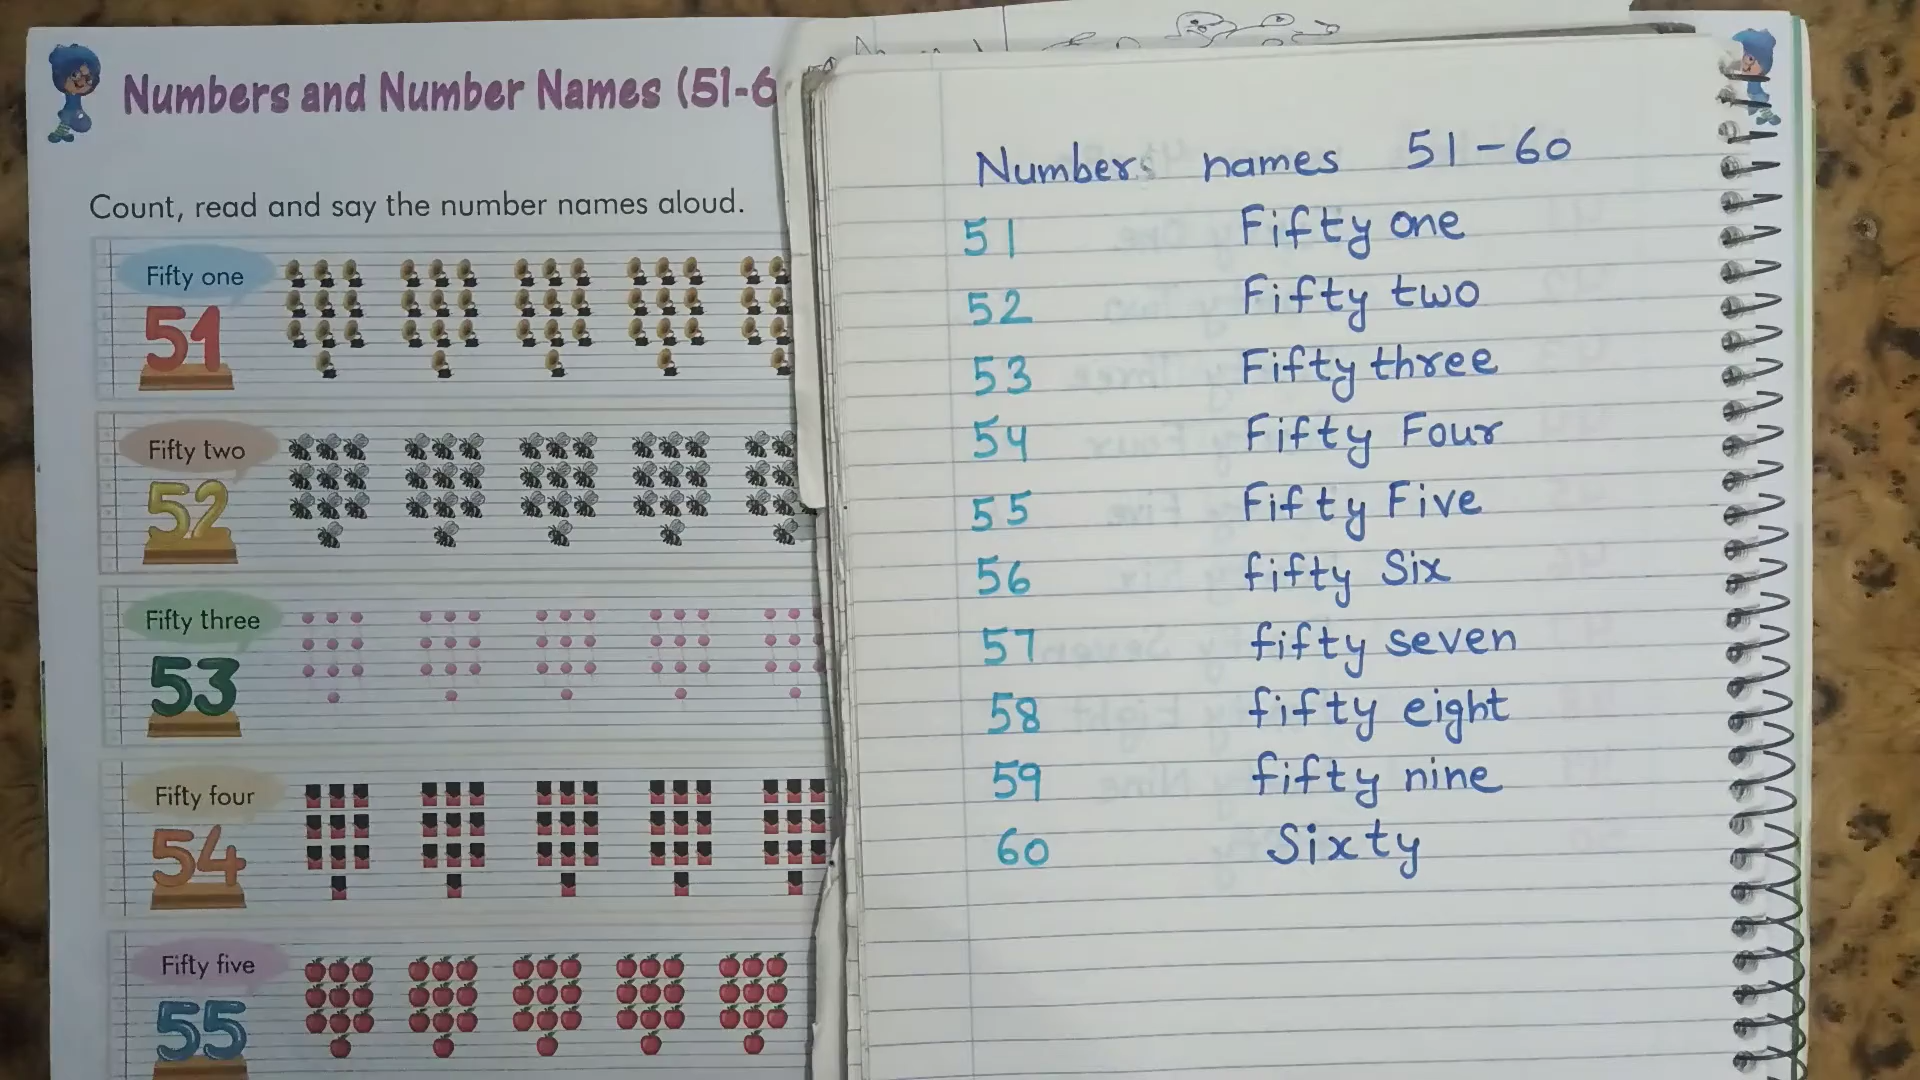 Numbers and Number Names (51-6
Count, read and say the number names aloud.
Fifty one
51
Fifty two
52
Fifty three
53
Fifty four
54
Fifty five
55
Numbers names 51-60
51 Fifty one
52 Fifty two
53 Fifty three
54 Fifty Four
55 Fifty Five
56 fifty Six
57 fifty seven
58 fifty eight
59 fifty nine
60 Sixty